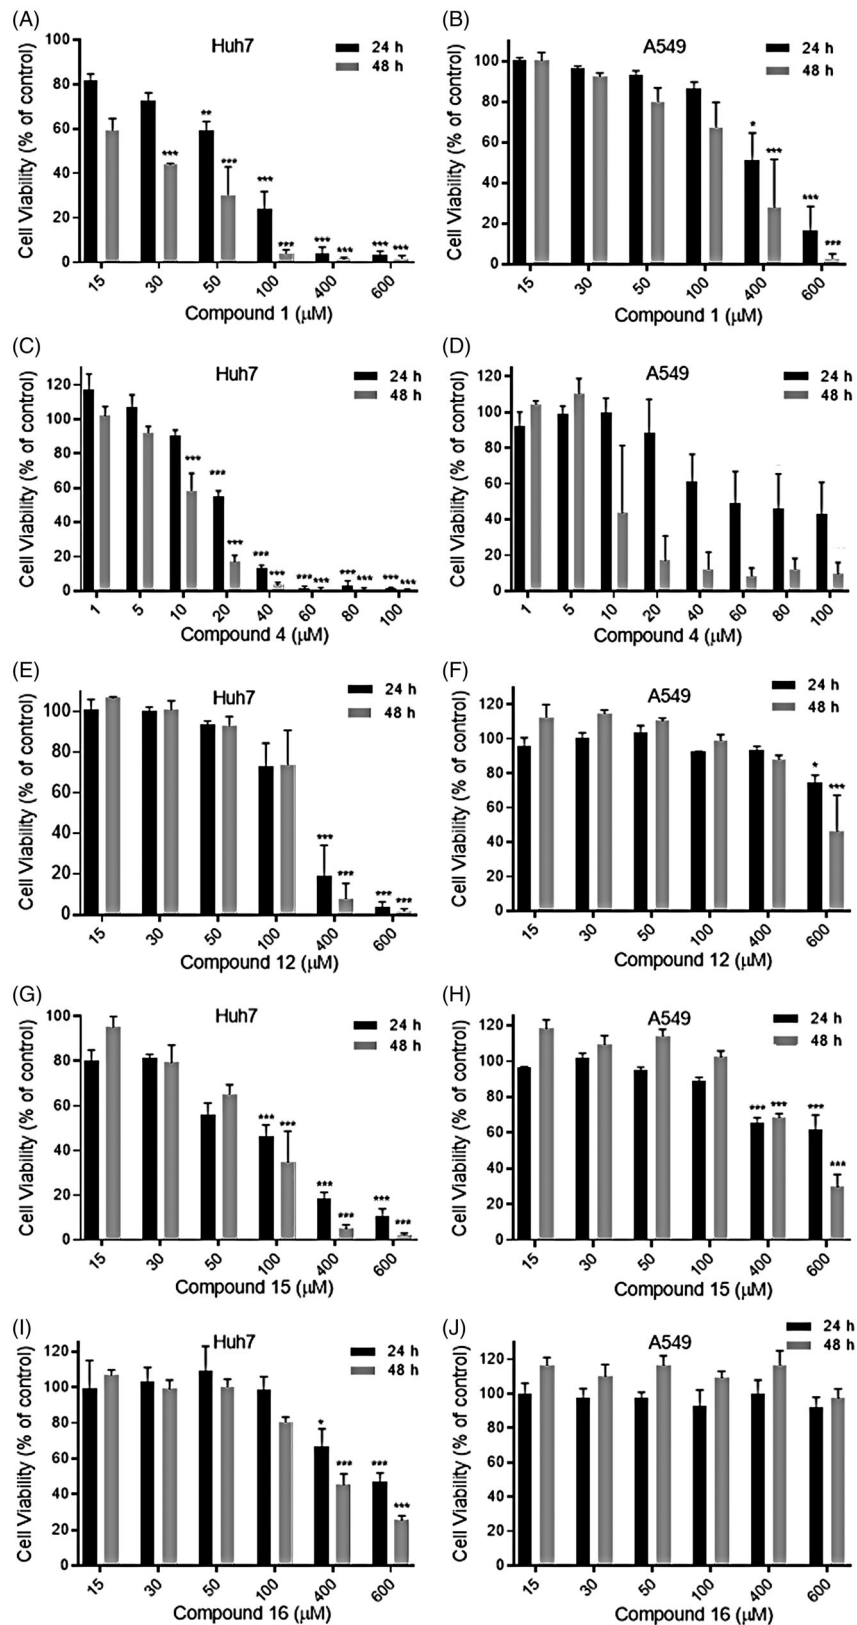 (A)
Huh7
24 h
48 h
Cell Viability (% of control)
100
80
60
40
20
0
** *** *** *** *** *** *** *** *** ***
15 30 50 100 400 600
Compound 1 (μM)
(B)
A549
24 h
48 h
Cell Viability (% of control)
100
80
60
40
20
0
* *** *** ***
15 30 50 100 400 600
Compound 1 (μM)
(C)
Huh7
24 h
48 h
Cell Viability (% of control)
120
100
80
60
40
20
0
*** *** *** *** *** *** *** *** *** *** ***
1 5 10 20 40 60 80 100
Compound 4 (μM)
(D)
A549
24 h
48 h
Cell Viability (% of control)
120
100
80
60
40
20
0
1 5 10 20 40 60 80 100
Compound 4 (μM)
(E)
Huh7
24 h
48 h
Cell Viability (% of control)
100
80
60
40
20
0
*** *** *** ***
15 30 50 100 400 600
Compound 12 (μM)
(F)
A549
24 h
48 h
Cell Viability (% of control)
120
100
80
60
40
20
0
* ***
15 30 50 100 400 600
Compound 12 (μM)
(G)
Huh7
24 h
48 h
Cell Viability (% of control)
100
80
60
40
20
0
*** *** *** *** *** ***
15 30 50 100 400 600
Compound 15 (μM)
(H)
A549
24 h
48 h
Cell Viability (% of control)
120
100
80
60
40
20
0
*** *** *** ***
15 30 50 100 400 600
Compound 15 (μM)
(I)
Huh7
24 h
48 h
Cell Viability (% of control)
120
100
80
60
40
20
0
* *** *** ***
15 30 50 100 400 600
Compound 16 (μM)
(J)
A549
24 h
48 h
Cell Viability (% of control)
120
100
80
60
40
20
0
15 30 50 100 400 600
Compound 16 (μM)